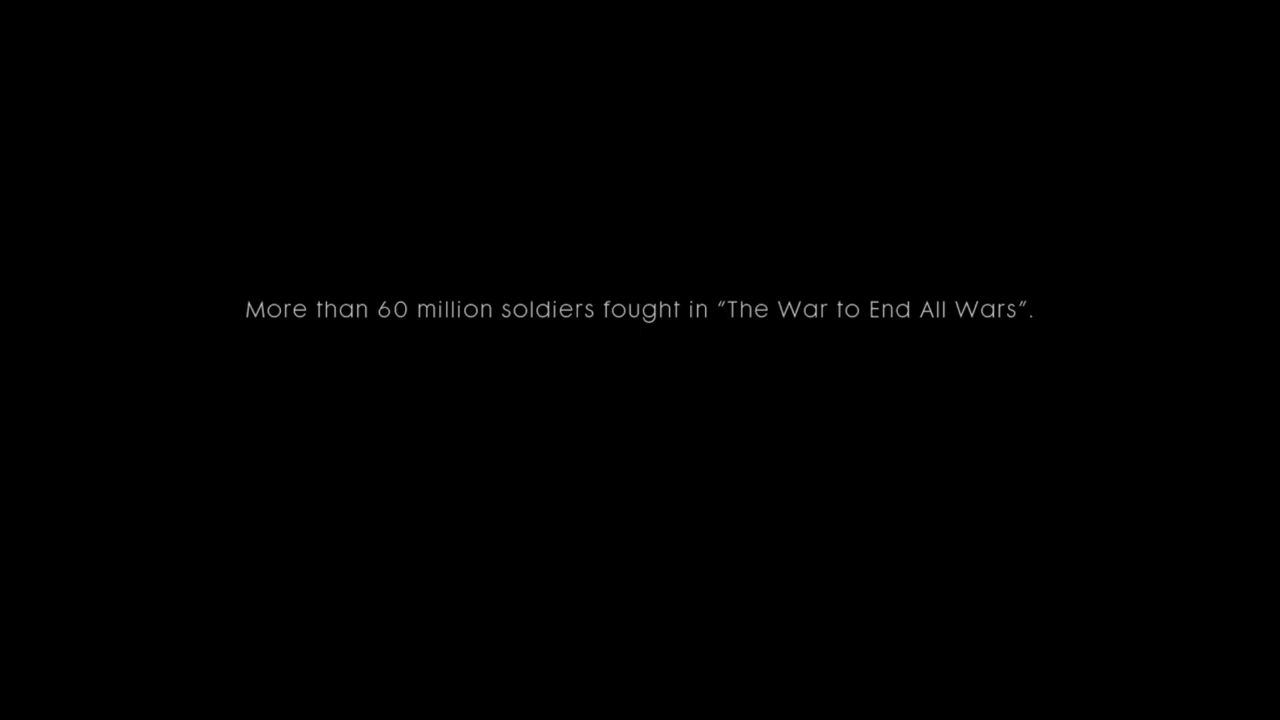 More than 60 million soldiers fought in “The War to End All Wars”.